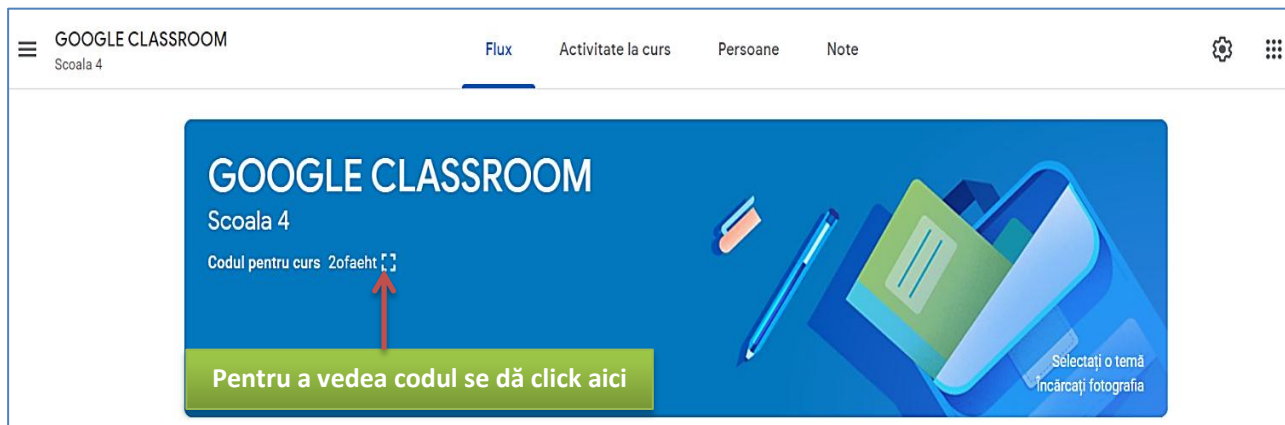 GOOGLE CLASSROOM
Scoala 4
Flux Activitate la curs Persoane Note
GOOGLE CLASSROOM
Scoala 4
Codul pentru curs 2ofaeht
Pentru a vedea codul se dă click aici
Selectați o temă
Încărcați fotografia